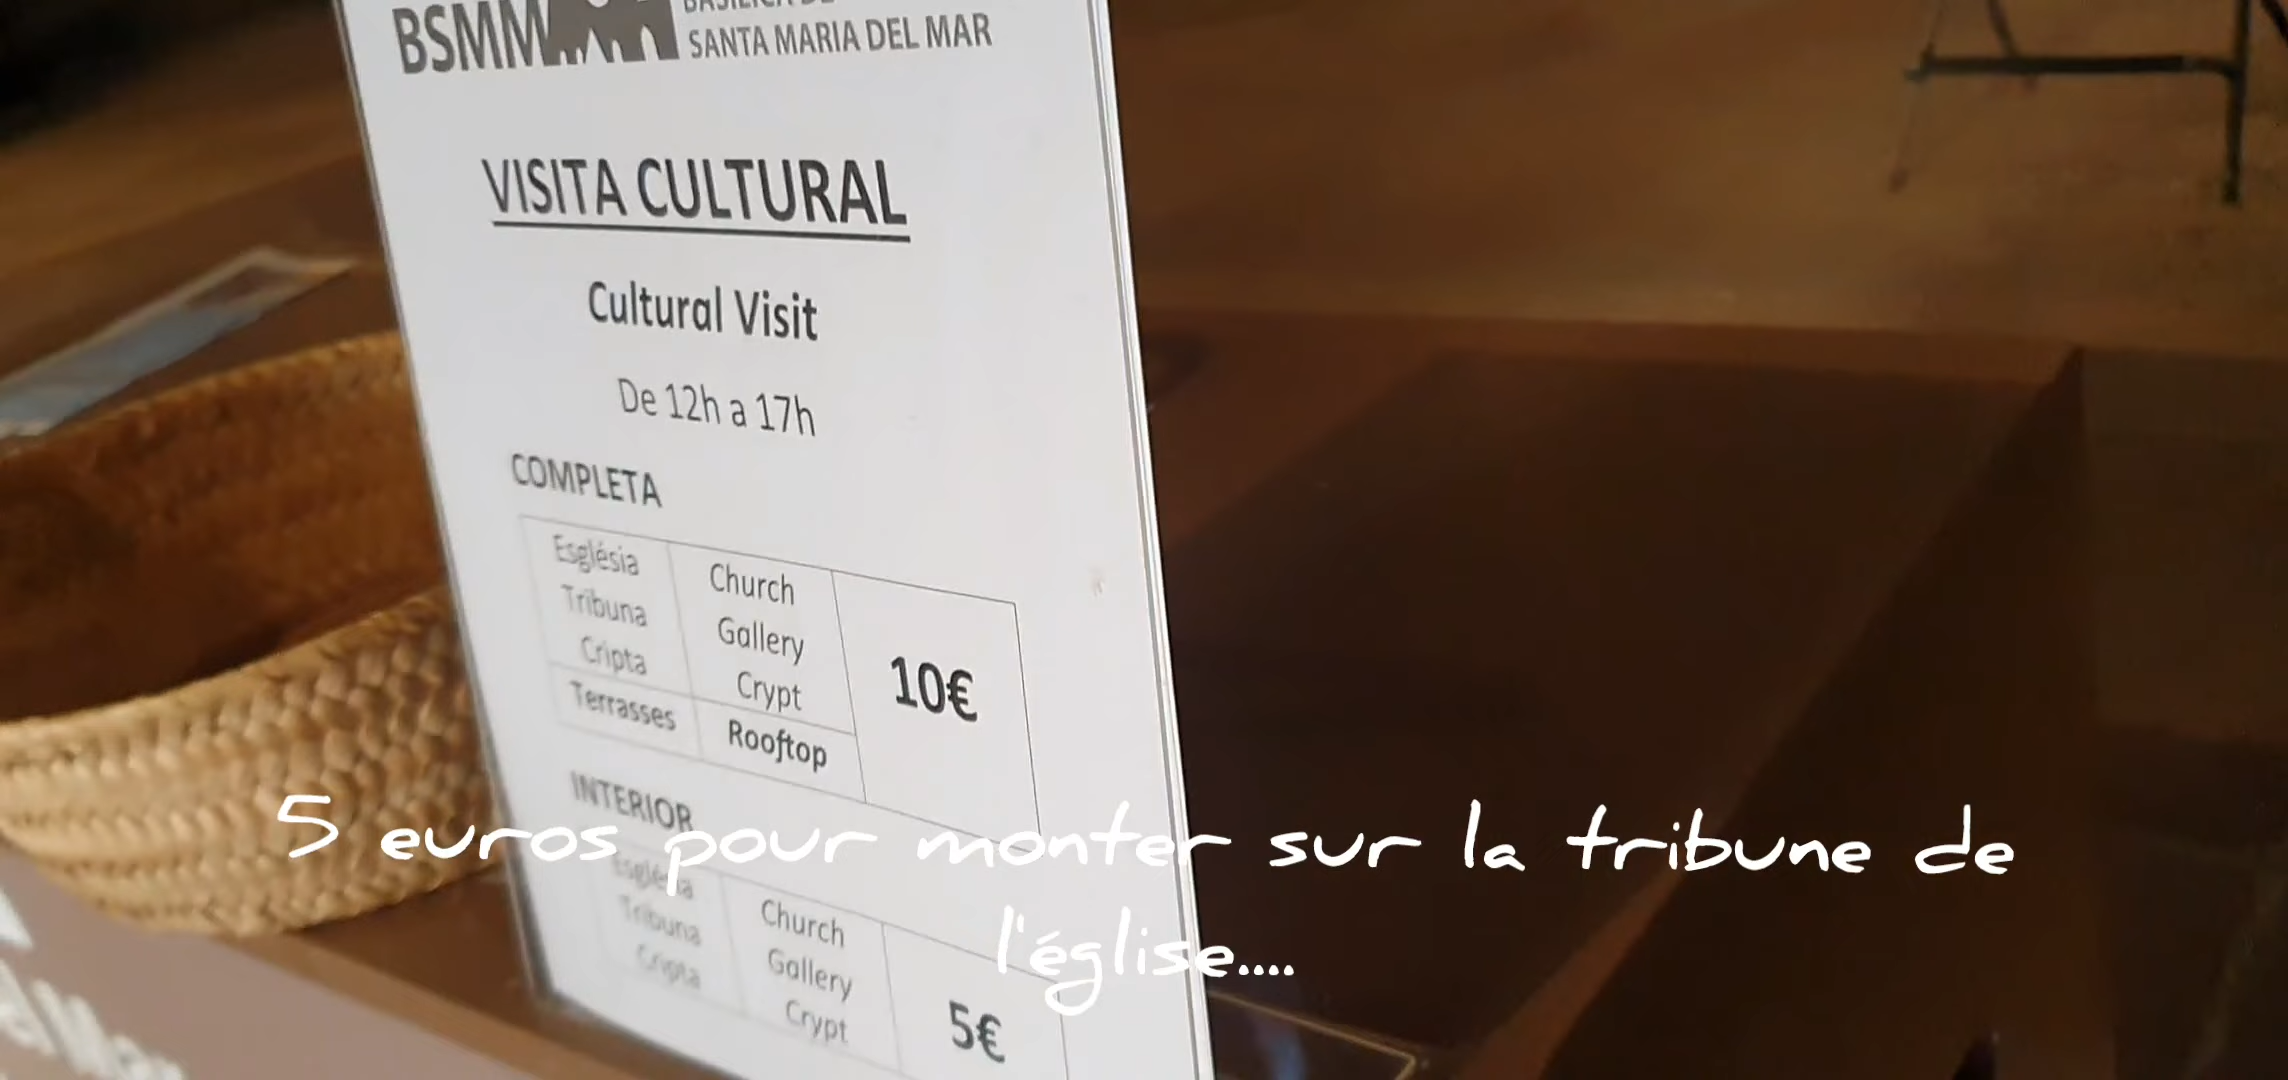 BSMM
SANTA MARIA DEL MAR
VISITA CULTURAL
Cultural Visit
De 12h a 17h
COMPLETA
Església Church
Tribuna Gallery
Cripta Crypt
10€
Terrasses Rooftop
INTERIOR
Església Church
Tribuna Gallery
Cripta Crypt
5€
5 euros pour monter sur la tribune de
l'église....